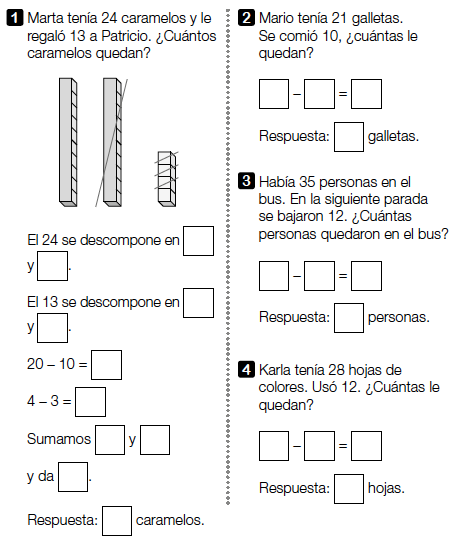 1 Marta tenía 24 caramelos y le
regaló 13 a Patricio. ¿Cuántos
caramelos quedan?
El 24 se descompone en
y .
El 13 se descompone en
y .
20 – 10 =
4 – 3 =
Sumamos y
y da .
Respuesta: caramelos.
2 Mario tenía 21 galletas.
Se comió 10, ¿cuántas le
quedan?
– =
Respuesta: galletas.
3 Había 35 personas en el
bus. En la siguiente parada
se bajaron 12. ¿Cuántas
personas quedaron en el bus?
– =
Respuesta: personas.
4 Karla tenía 28 hojas de
colores. Usó 12. ¿Cuántas le
quedan?
– =
Respuesta: hojas.